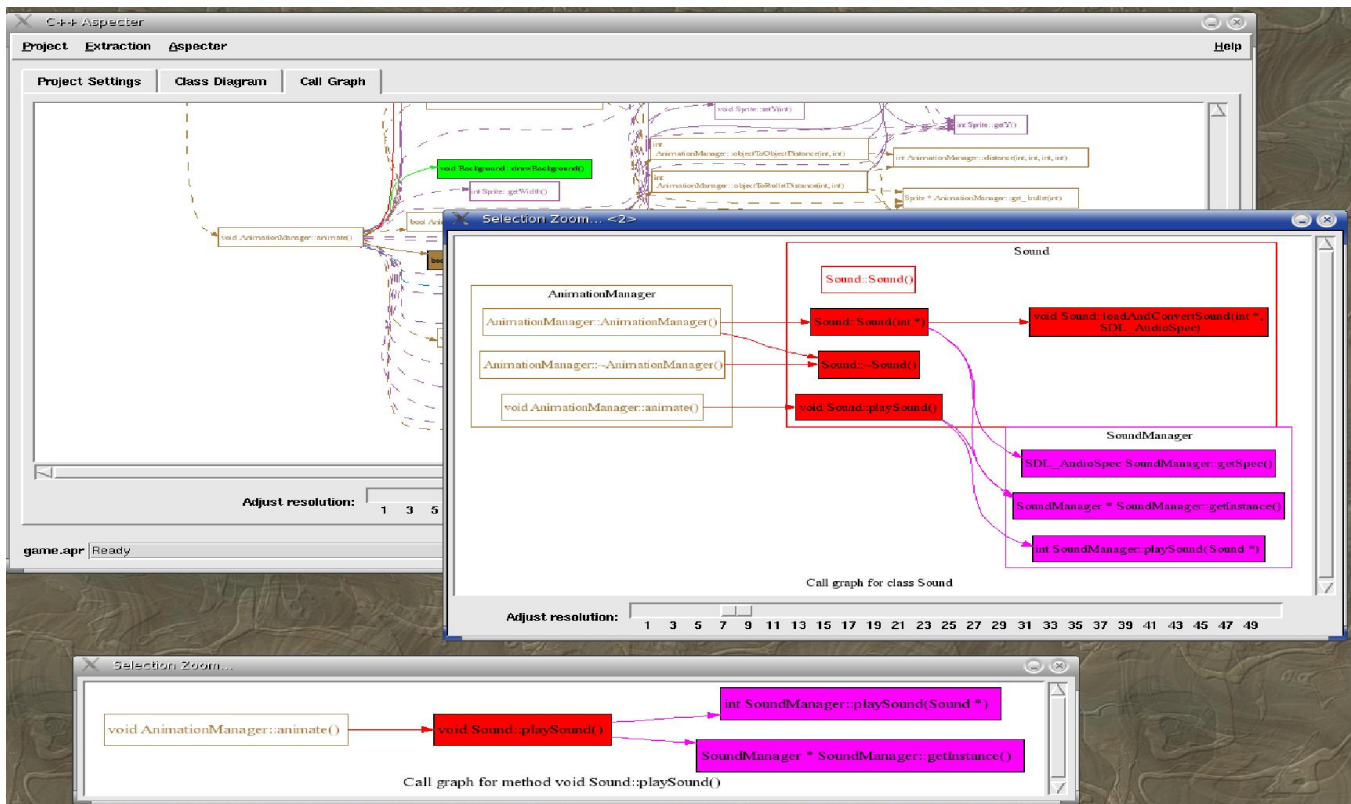 C++ Aspecter
Project Extraction Aspecter Help
Project Settings Class Diagram Call Graph
void Sprite::setY(int)
int Sprite::getY()
int
AnimationManager::objectToObjectDistance(int, int)
int AnimationManager::distance(int, int, int, int)
void Background::drawBackground()
int
AnimationManager::objectToBulletDistance(int, int)
int Sprite::getWidth()
Sprite * AnimationManager::get_bullet(int)
bool
void AnimationManager::animate()
Adjust resolution:
1 3 5
game.apr Ready
Selection Zoom... <2>
Sound
Sound::Sound()
AnimationManager
AnimationManager::AnimationManager()
Sound::Sound(int *)
void Sound::loadAndConvertSound(int *,
SDL_AudioSpec)
AnimationManager::~AnimationManager()
Sound::~Sound()
void AnimationManager::animate()
void Sound::playSound()
SoundManager
SDL_AudioSpec SoundManager::getSpec()
SoundManager * SoundManager::getInstance()
int SoundManager::playSound(Sound *)
Call graph for class Sound
Adjust resolution:
1 3 5 7 9 11 13 15 17 19 21 23 25 27 29 31 33 35 37 39 41 43 45 47 49
Selection Zoom...
int SoundManager::playSound(Sound *)
void AnimationManager::animate()
void Sound::playSound()
SoundManager * SoundManager::getInstance()
Call graph for method void Sound::playSound()